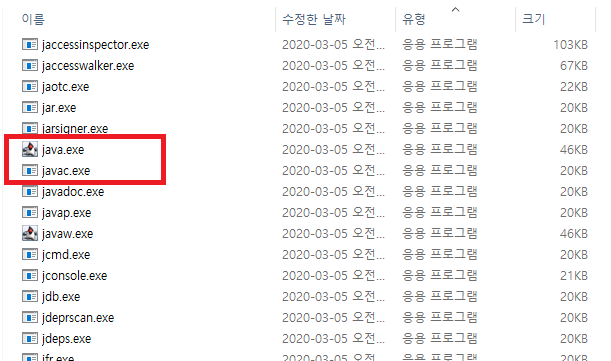 이름 수정한 날짜 유형 크기
jaccessinspector.exe 2020-03-05 오전... 응용 프로그램 103KB
jaccesswalker.exe 2020-03-05 오전... 응용 프로그램 67KB
jaotc.exe 2020-03-05 오전... 응용 프로그램 22KB
jar.exe 2020-03-05 오전... 응용 프로그램 20KB
jarsigner.exe 2020-03-05 오전... 응용 프로그램 20KB
java.exe 2020-03-05 오전... 응용 프로그램 46KB
javac.exe 2020-03-05 오전... 응용 프로그램 20KB
javadoc.exe 2020-03-05 오전... 응용 프로그램 20KB
javap.exe 2020-03-05 오전... 응용 프로그램 20KB
javaw.exe 2020-03-05 오전... 응용 프로그램 46KB
jcmd.exe 2020-03-05 오전... 응용 프로그램 20KB
jconsole.exe 2020-03-05 오전... 응용 프로그램 21KB
jdb.exe 2020-03-05 오전... 응용 프로그램 20KB
jdeprscan.exe 2020-03-05 오전... 응용 프로그램 20KB
jdeps.exe 2020-03-05 오전... 응용 프로그램 20KB
jfr.exe 2020-03-05 오전... 응용 프로그램 20KB